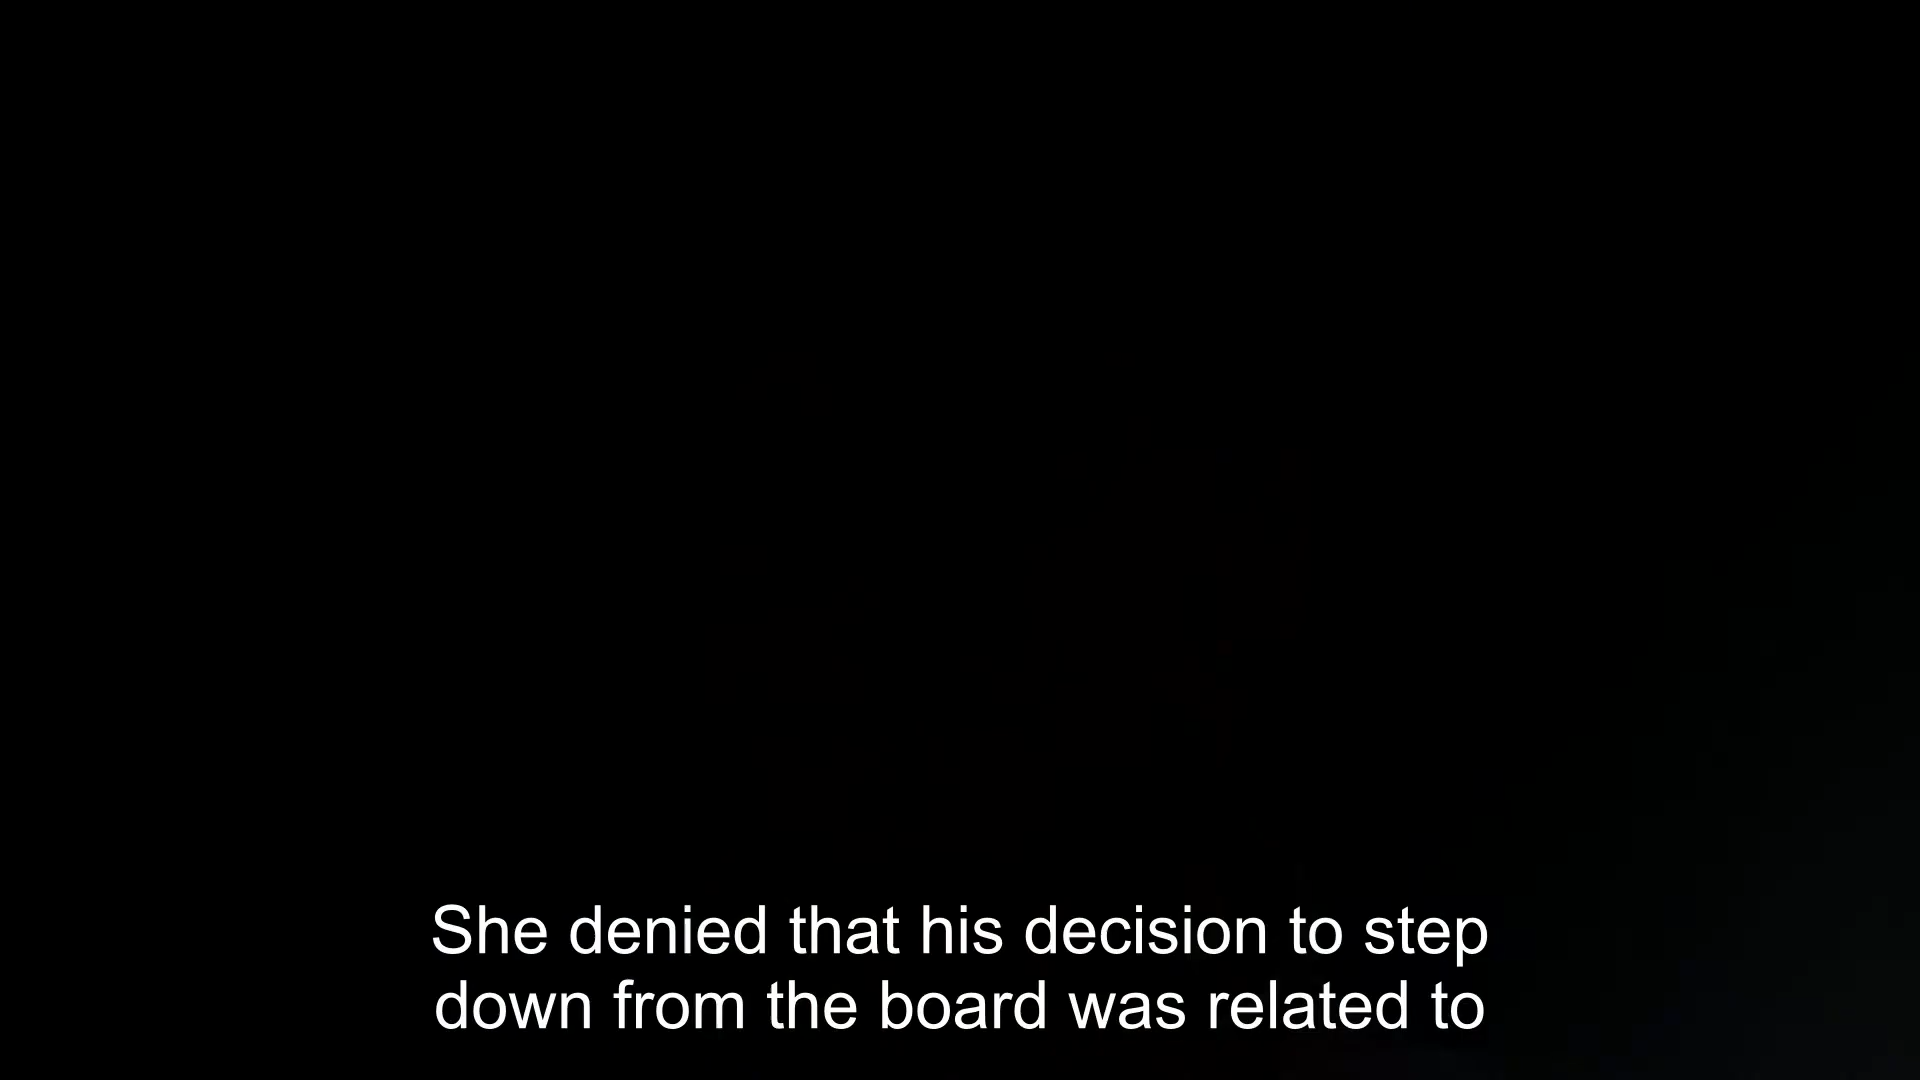 She denied that his decision to step
down from the board was related to